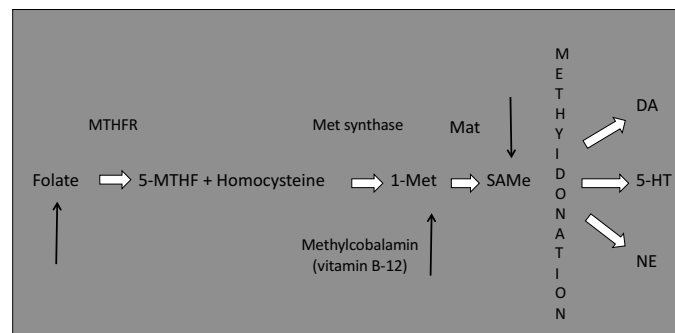 MTHFR
Met synthase
Mat
Folate
5-MTHF + Homocysteine
1-Met
SAMe
METHYIDONATION
DA
5-HT
NE
Methylcobalamin
(vitamin B-12)